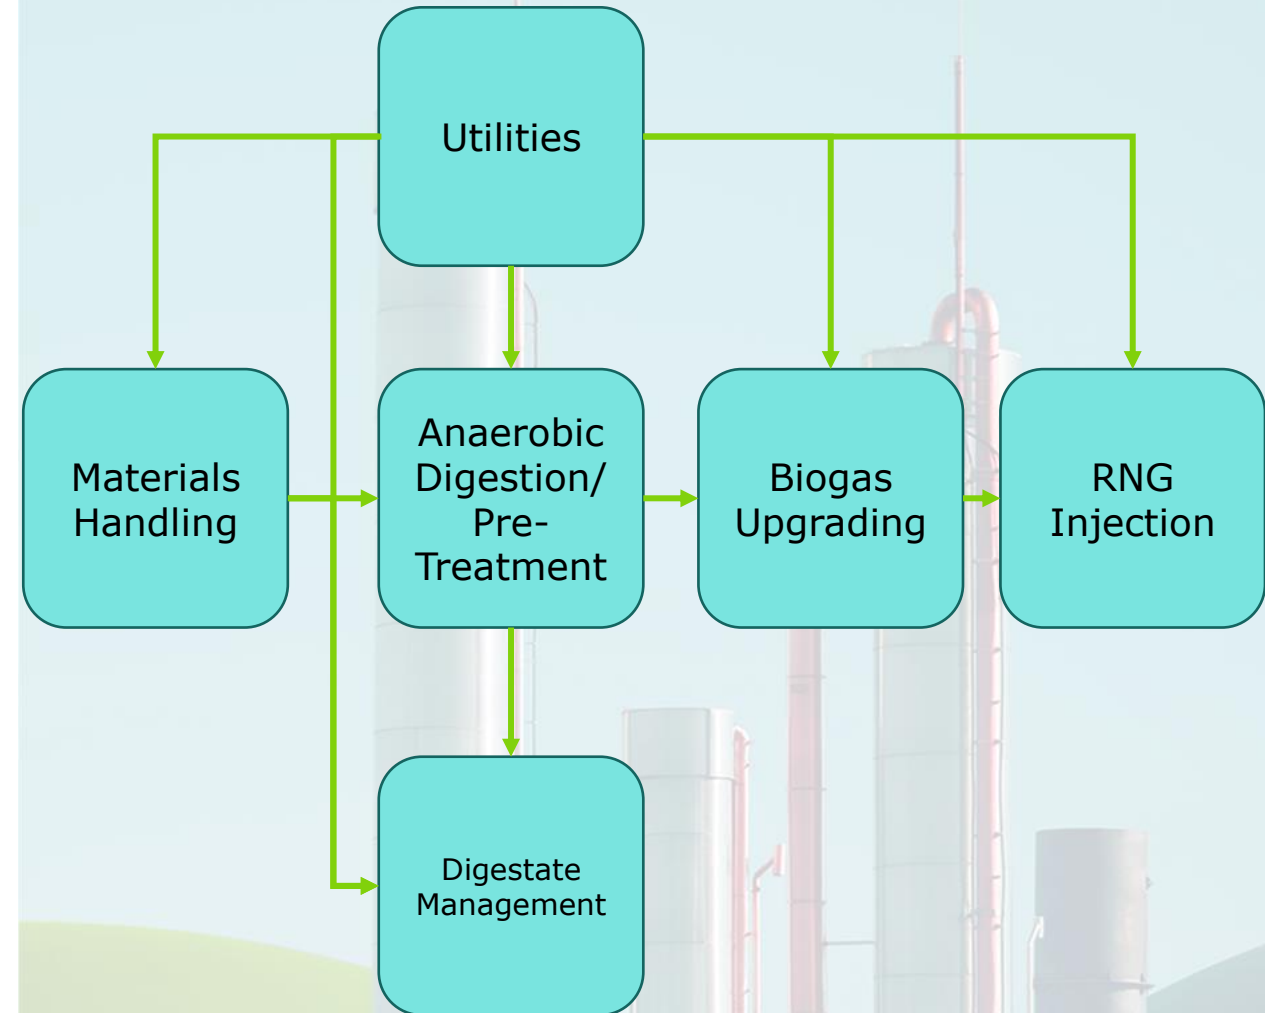 Utilities
Materials
Handling
Anaerobic
Digestion/
Pre-
Treatment
Biogas
Upgrading
RNG
Injection
Digestate
Management